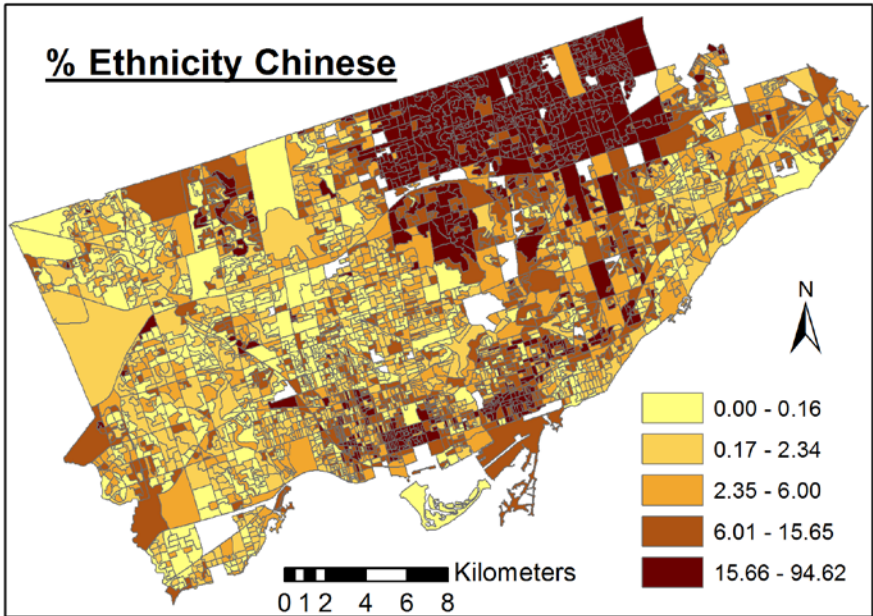 % Ethnicity Chinese
N
0.00 - 0.16
0.17 - 2.34
2.35 - 6.00
6.01 - 15.65
15.66 - 94.62
Kilometers
0 1 2 4 6 8